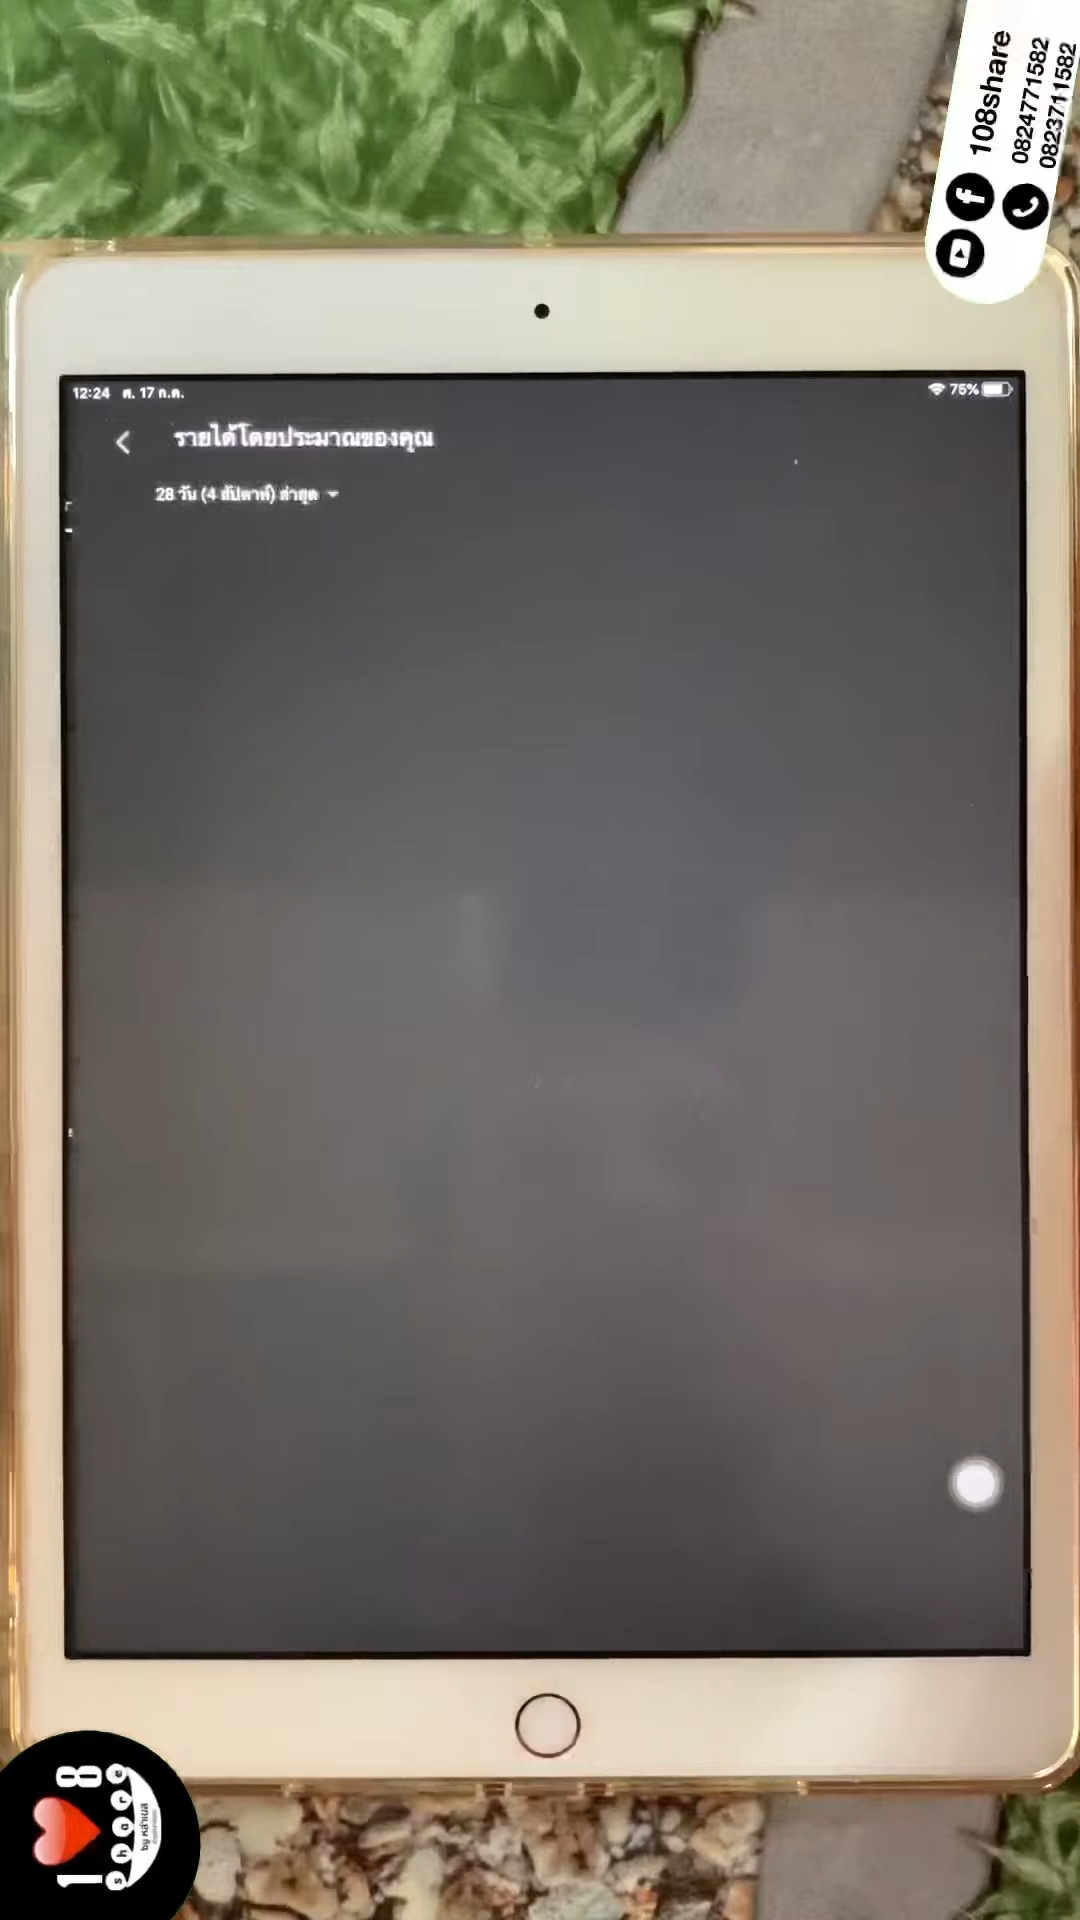 108share
0824771582
0823711582
12:24 ศ. 17 ก.ค.
75%
รายได้โดยประมาณของคุณ
28 วัน (4 สัปดาห์) ล่าสุด
108
share